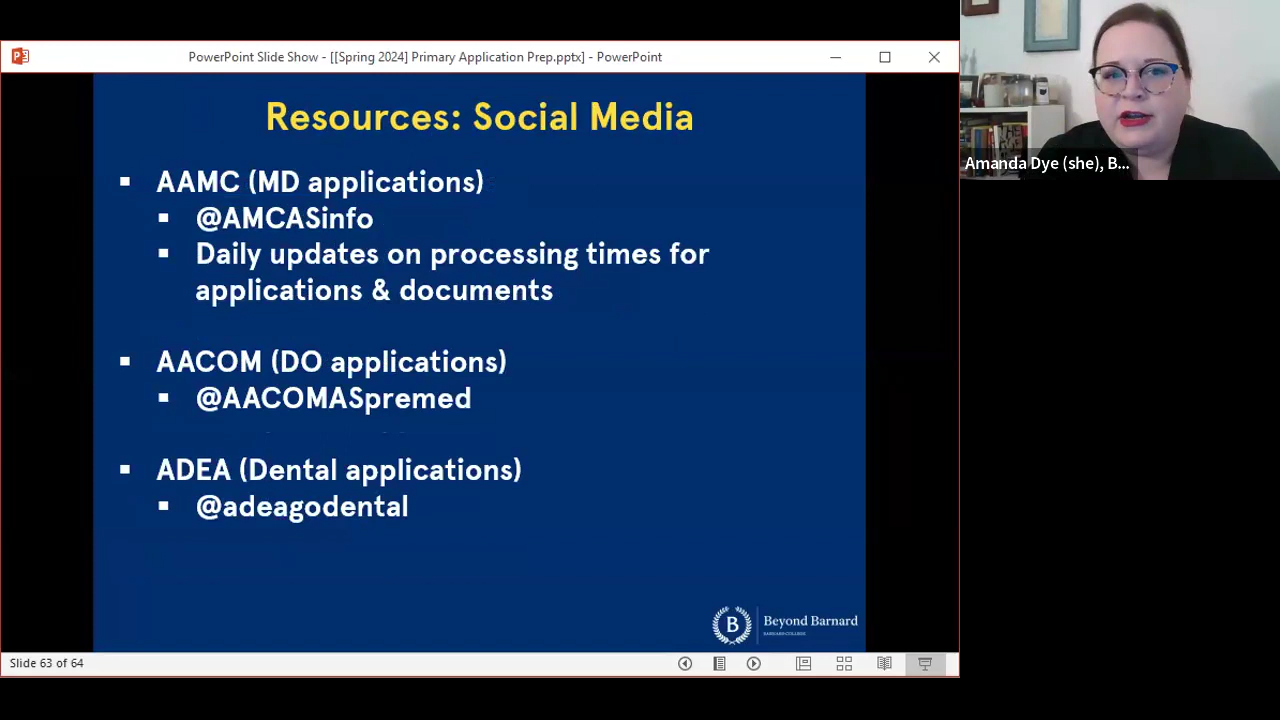 PowerPoint Slide Show - [[Spring 2024] Primary Application Prep.pptx] - PowerPoint
Resources: Social Media
▪ AAMC (MD applications)
▪ @AMCASinfo
▪ Daily updates on processing times for
applications & documents
▪ AACOM (DO applications)
▪ @AACOMASpremed
▪ ADEA (Dental applications)
▪ @adeagodental
B
Beyond Barnard
BARNARD COLLEGE
Slide 63 of 64
Amanda Dye (she), B...